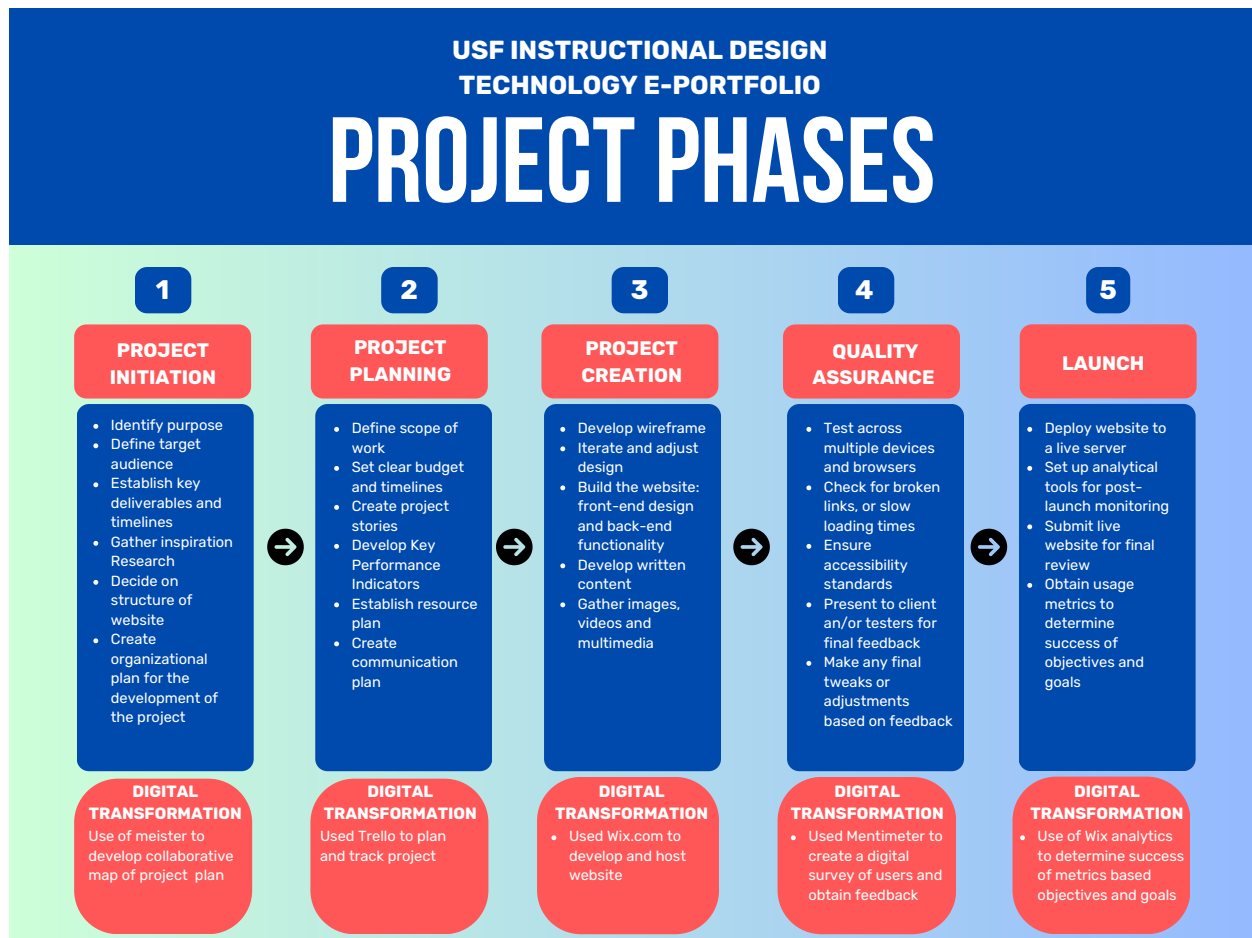 USF INSTRUCTIONAL DESIGN
TECHNOLOGY E-PORTFOLIO
PROJECT PHASES
1
PROJECT
INITIATION
• Identify purpose
• Define target
audience
• Establish key
deliverables and
timelines
• Gather inspiration
Research
• Decide on
structure of
website
• Create
organizational
plan for the
development of
the project
DIGITAL
TRANSFORMATION
Use of meister to
develop collaborative
map of project plan
2
PROJECT
PLANNING
• Define scope of
work
• Set clear budget
and timelines
• Create project
stories
• Develop Key
Performance
Indicators
• Establish resource
plan
• Create
communication
plan
DIGITAL
TRANSFORMATION
Used Trello to plan
and track project
3
PROJECT
CREATION
• Develop wireframe
• Iterate and adjust
design
• Build the website:
front-end design
and back-end
functionality
• Develop written
content
• Gather images,
videos and
multimedia
DIGITAL
TRANSFORMATION
• Used Wix.com to
develop and host
website
4
QUALITY
ASSURANCE
• Test across
multiple devices
and browsers
• Check for broken
links, or slow
loading times
• Ensure
accessibility
standards
• Present to client
an/or testers for
final feedback
• Make any final
tweaks or
adjustments
based on feedback
DIGITAL
TRANSFORMATION
• Used Mentimeter to
create a digital
survey of users and
obtain feedback
5
LAUNCH
• Deploy website to
a live server
• Set up analytical
tools for post-
launch monitoring
• Submit live
website for final
review
• Obtain usage
metrics to
determine
success of
objectives and
goals
DIGITAL
TRANSFORMATION
• Use of Wix analytics
to determine success
of metrics based
objectives and goals